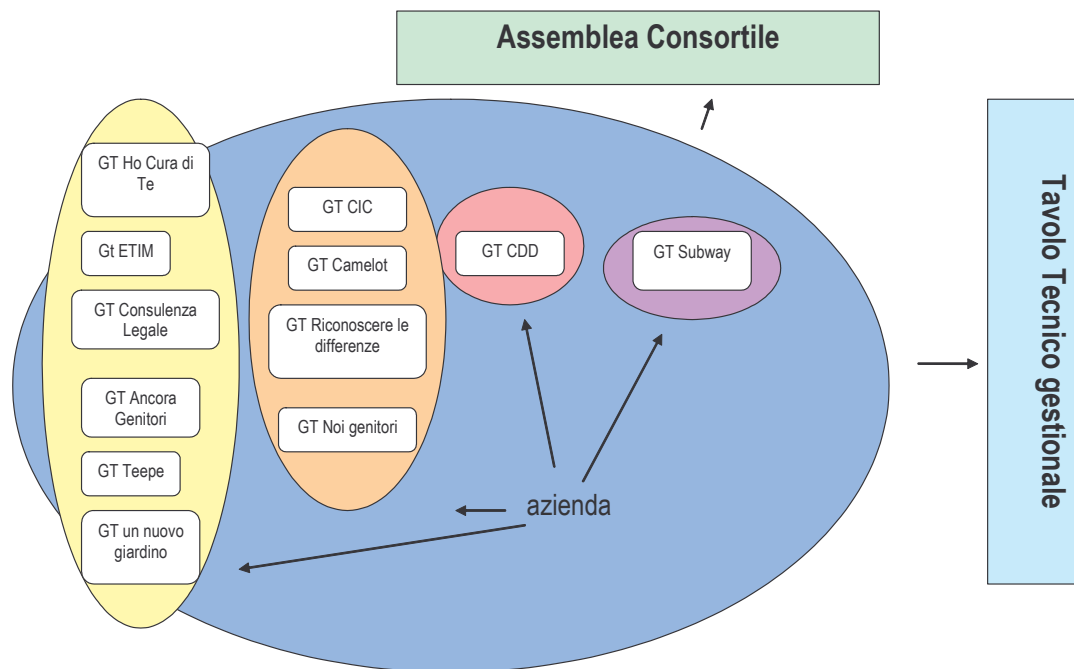 Assemblea Consortile
GT Ho Cura di
Te
Gt ETIM
GT Consulenza
Legale
GT Ancora
Genitori
GT Teepe
GT un nuovo
giardino
GT CIC
GT Camelot
GT Riconoscere le
differenze
GT Noi genitori
GT CDD
GT Subway
azienda
Tavolo Tecnico gestionale